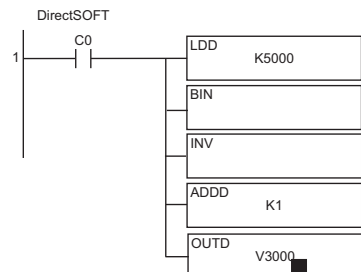 DirectSOFT
C0
1
LDD
K5000
BIN
INV
ADDD
K1
OUTD
V3000